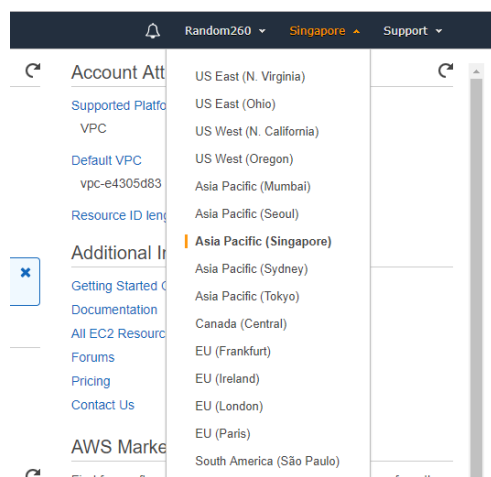 Random260 Singapore Support
Account Att
Supported Platfo
VPC
Default VPC
vpc-e4305d83
Resource ID leng
Additional In
Getting Started G
Documentation
All EC2 Resourc
Forums
Pricing
Contact Us
AWS Marke
US East (N. Virginia)
US East (Ohio)
US West (N. California)
US West (Oregon)
Asia Pacific (Mumbai)
Asia Pacific (Seoul)
Asia Pacific (Singapore)
Asia Pacific (Sydney)
Asia Pacific (Tokyo)
Canada (Central)
EU (Frankfurt)
EU (Ireland)
EU (London)
EU (Paris)
South America (São Paulo)